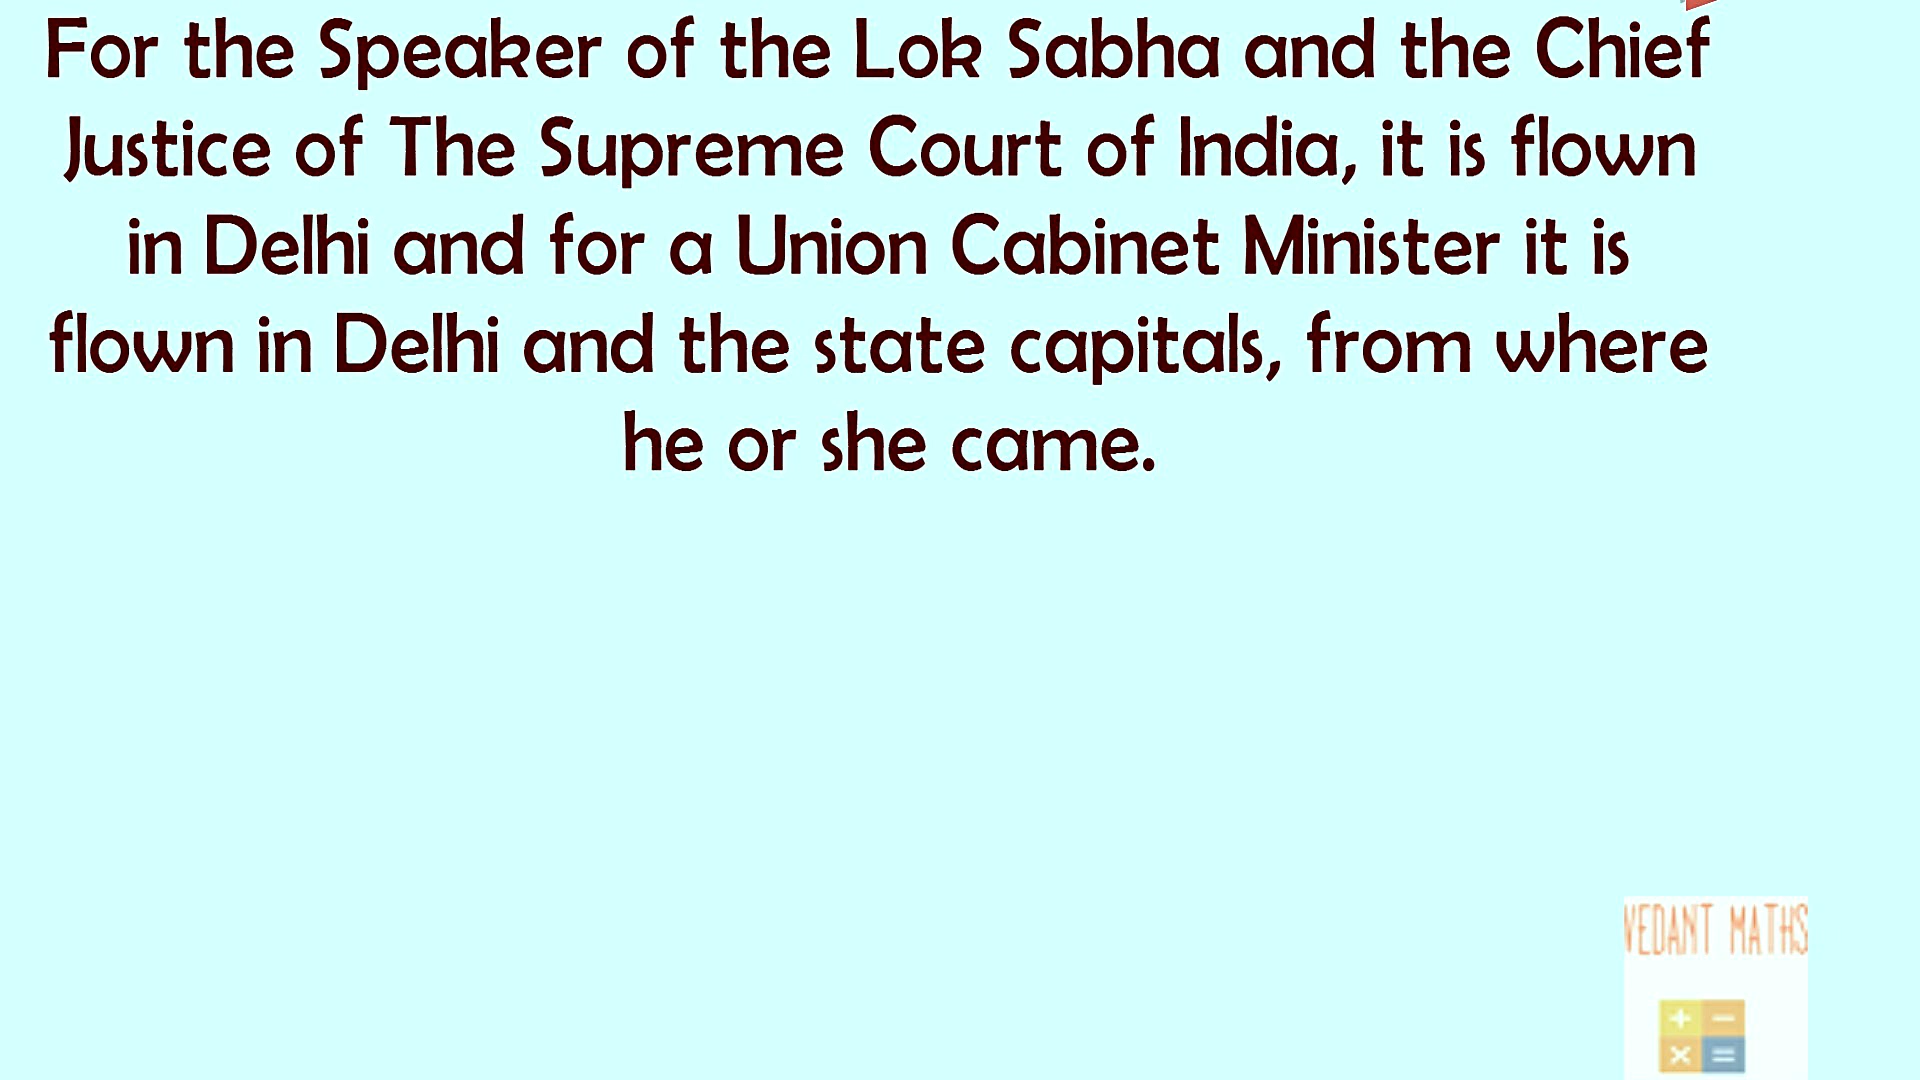 For the Speaker of the Lok Sabha and the Chief
Justice of The Supreme Court of India, it is flown
in Delhi and for a Union Cabinet Minister it is
flown in Delhi and the state capitals, from where
he or she came.
VEDANT MATHS
+ −
× =